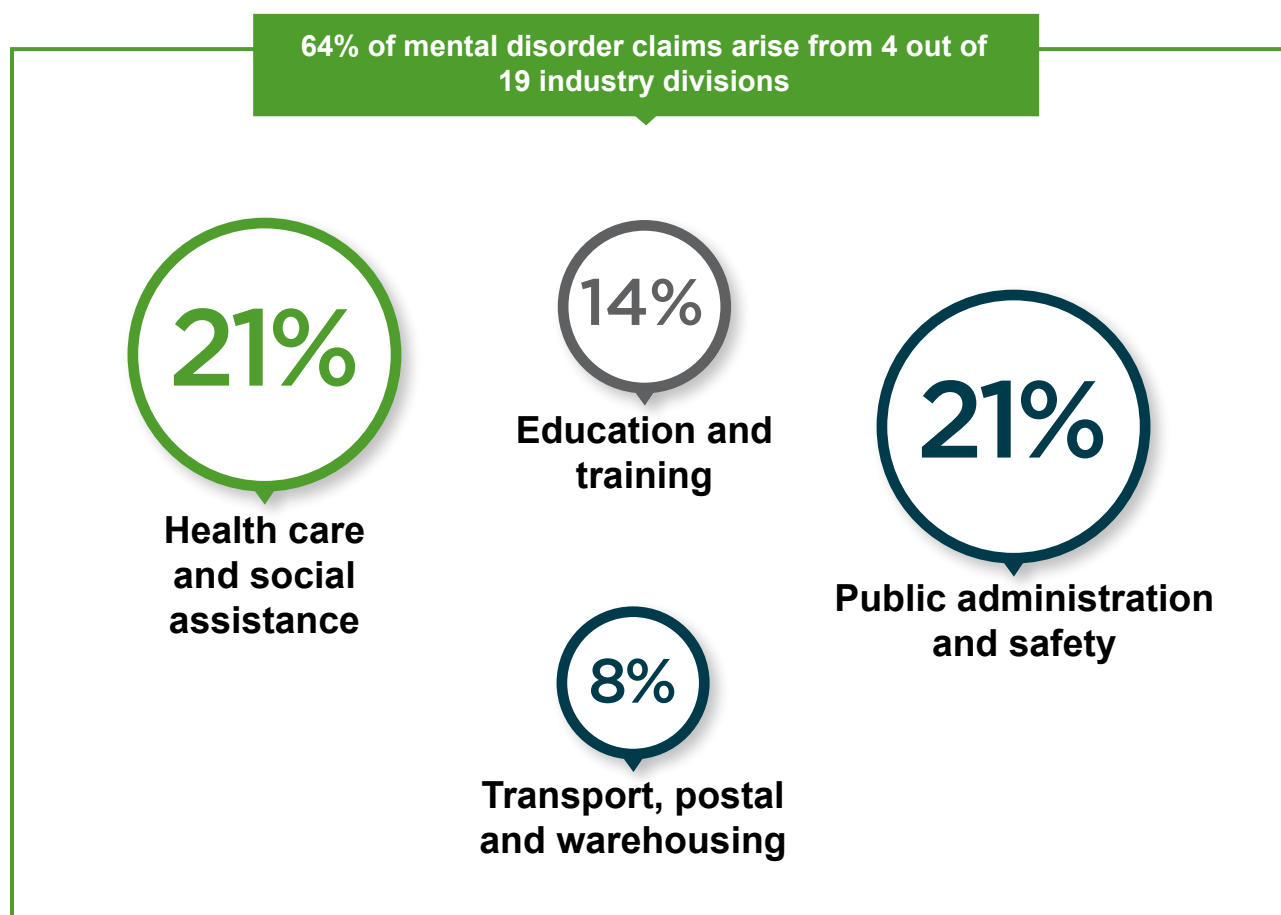 64% of mental disorder claims arise from 4 out of
19 industry divisions
21%
Health care
and social
assistance
14%
Education and
training
21%
Public administration
and safety
8%
Transport, postal
and warehousing